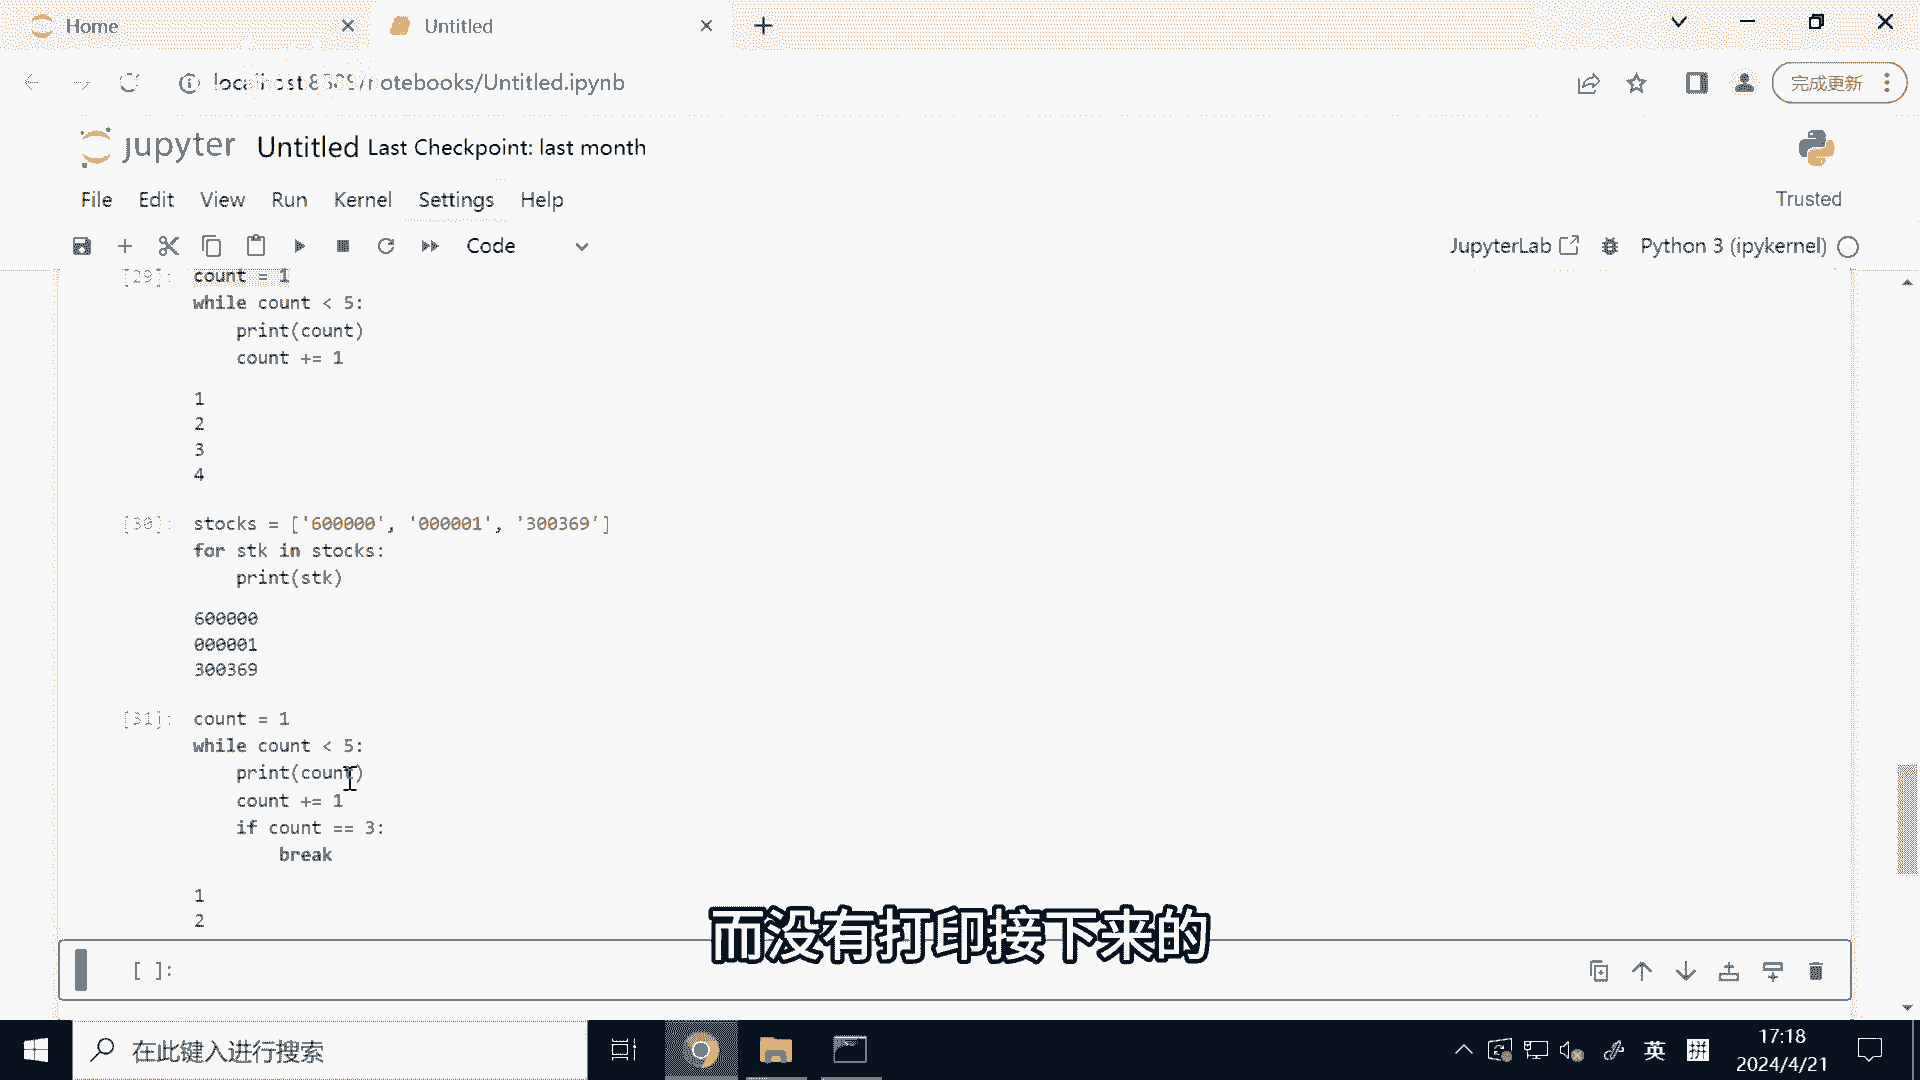 Home
Untitled
localhost:8889/notebooks/Untitled.ipynb
完成更新
jupyter
Untitled Last Checkpoint: last month
File Edit View Run Kernel Settings Help
Trusted
Code
JupyterLab
Python 3 (ipykernel)
[29]: count = 1
while count < 5:
    print(count)
    count += 1
1
2
3
4
[30]: stocks = ['600000', '000001', '300369']
for stk in stocks:
    print(stk)
600000
000001
300369
[31]: count = 1
while count < 5:
    print(count)
    count += 1
    if count == 3:
        break
1
2
而没有打印接下来的
[ ]:
在此键入进行搜索
英
拼
17:18
2024/4/21